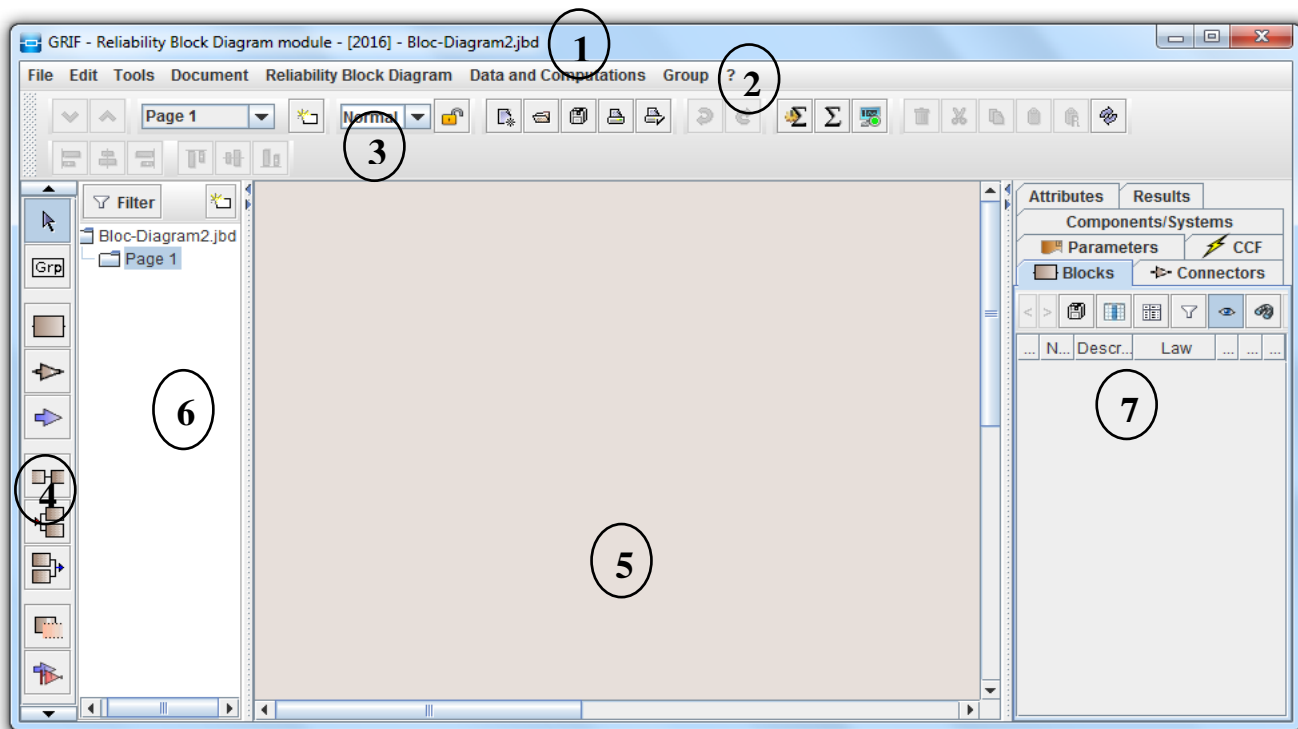 GRIF - Reliability Block Diagram module - [2016] - Bloc-Diagram2.jbd
1
File Edit Tools Document Reliability Block Diagram Data and Computations Group ?
2
Page 1 Normal Σ Σ
3
Filter
Bloc-Diagram2.jbd
Page 1
Grp
4
6
5
Attributes Results
Components/Systems
Parameters CCF
Blocks Connectors
< >
... N... Descr... Law ... ... ...
7